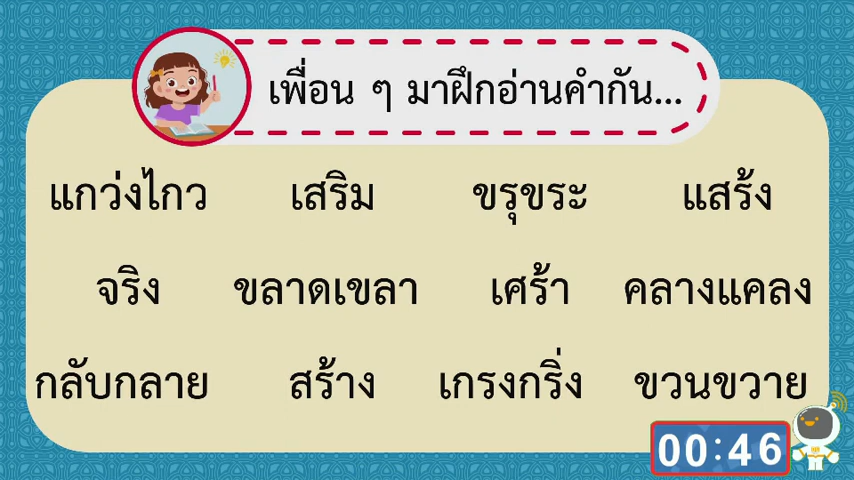 เพื่อน ๆ มาฝึกอ่านคำกัน...
แกว่งไกว เสริม ขรุขระ แสร้ง
จริง ขลาดเขลา เศร้า คลางแคลง
กลับกลาย สร้าง เกรงกริ่ง ขวนขวาย
00:46